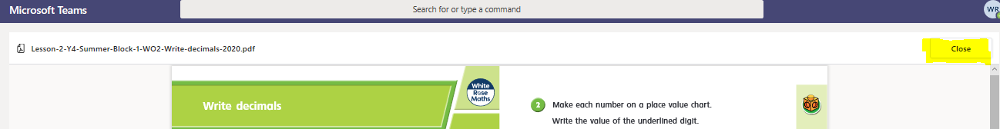 Microsoft Teams
Search for or type a command
WR
Lesson-2-Y4-Summer-Block-1-WO2-Write-decimals-2020.pdf
Close
Write decimals
White
Rose
Maths
2 Make each number on a place value chart.
Write the value of the underlined digit.